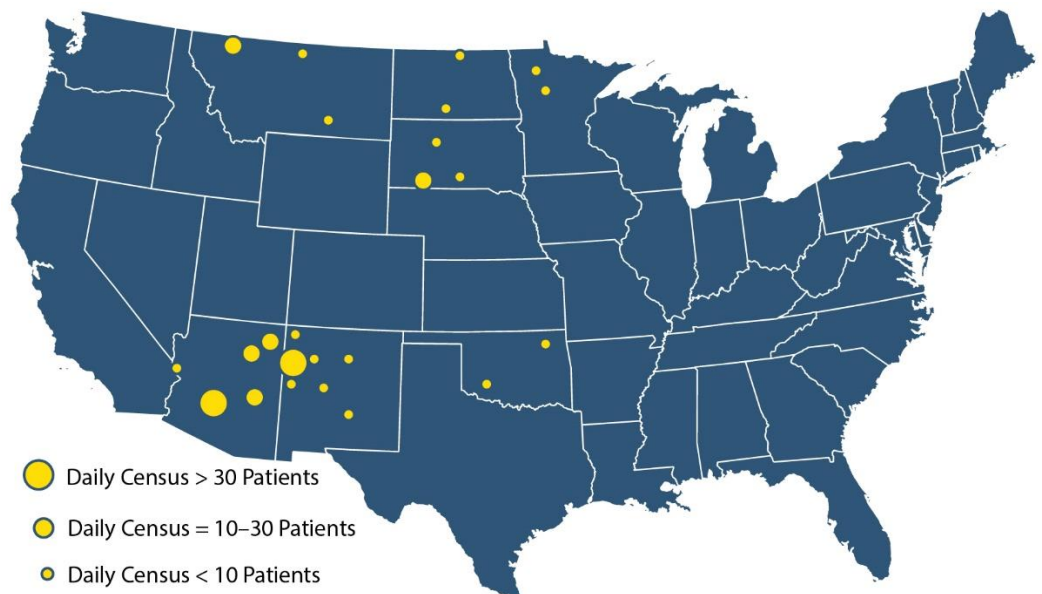 Daily Census > 30 Patients
Daily Census = 10–30 Patients
Daily Census < 10 Patients